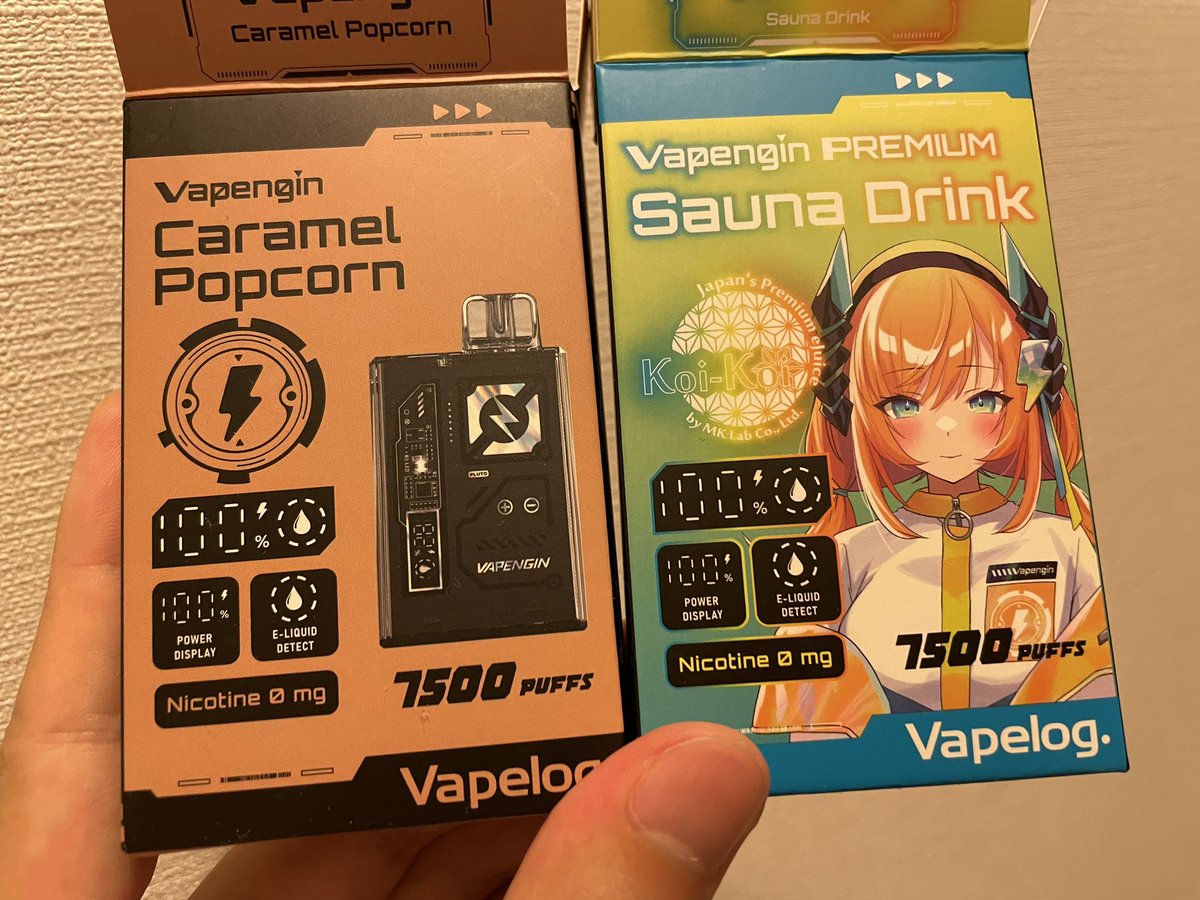 Caramel Popcorn
Vapengin
Caramel
Popcorn
100%
100%
POWER
DISPLAY
E-LIQUID
DETECT
Nicotine 0 mg
PLUTO
VAPENGIN
7500 PUFFS
Vapelog
Sauna Drink
Vapengin PREMIUM
Sauna Drink
Japan's Premium eJuice
Koi-Koi
by MK Lab Co., Ltd.
100%
100%
POWER
DISPLAY
E-LIQUID
DETECT
Nicotine 0 mg
Vapengin
7500 PUFFS
Vapelog.